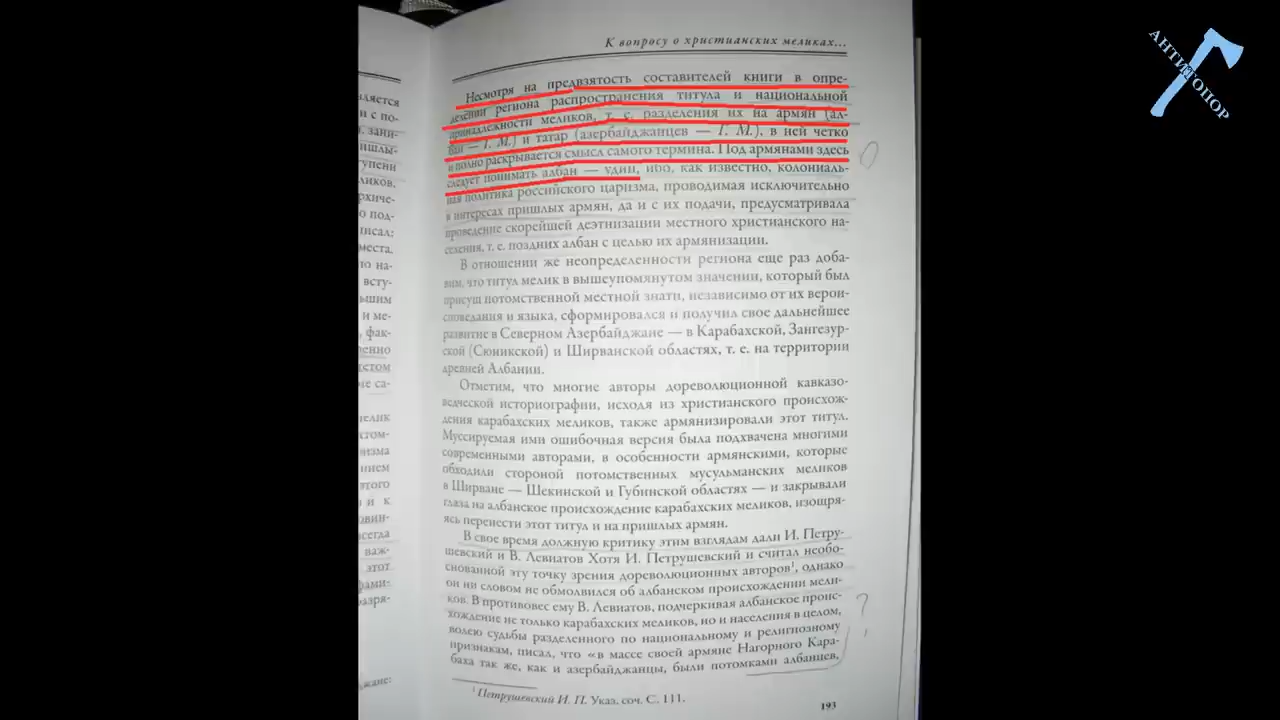 К вопросу о христианских меликах...
АНТИТОПОР
Несмотря на предвзятость составителей книги в опре-
делении региона распространения титула и национальной
принадлежности меликов, т. е. разделения их на армян (ал-
бан — І. М.) и татар (азербайджанцев — І. М.), в ней четко
и полно раскрывается смысл самого термина. Под армянами здесь
следует понимать албан — удин, ибо, как известно, колониаль-
ная политика российского царизма, проводимая исключительно
в интересах пришлых армян, да и с их подачи, предусматривала
проведение скорейшей деэтнизации местного христианского на-
селения, т. е. поздних албан с целью их армянизации.
В отношении же неопределенности региона еще раз доба-
вим, что титул мелик в вышеупомянутом значении, который был
присущ потомственной местной знати, независимо от их верои-
споведания и языка, сформировался и получил свое дальнейшее
развитие в Северном Азербайджане — в Карабахской, Зангезур-
ской (Сюникской) и Ширванской областях, т. е. на территории
древней Албании.
Отметим, что многие авторы дореволюционной кавказо-
ведческой историографии, исходя из христианского происхож-
дения карабахских меликов, также армянизировали этот титул.
Муссируемая ими ошибочная версия была подхвачена многими
современными авторами, в особенности армянскими, которые
обходили стороной потомственных мусульманских меликов
в Ширване — Шекинской и Губинской областях — и закрывали
глаза на албанское происхождение карабахских меликов, изощря-
ясь перенести этот титул и на пришлых армян.
В свое время должную критику этим взглядам дали И. Петру-
шевский и В. Левиатов Хотя И. Петрушевский и считал необо-
снованной эту точку зрения дореволюционных авторов¹, однако
он ни словом не обмолвился об албанском происхождении мели-
ков. В противовес ему В. Левиатов, подчеркивая албанское проис-
хождение не только карабахских меликов, но и населения в целом,
волею судьбы разделенного по национальному и религиозному
признакам, писал, что «в массе своей армяне Нагорного Кара-
баха так же, как и азербайджанцы, были потомками албанцев,
¹ Петрушевский И. П. Указ. соч. С. 111.
193